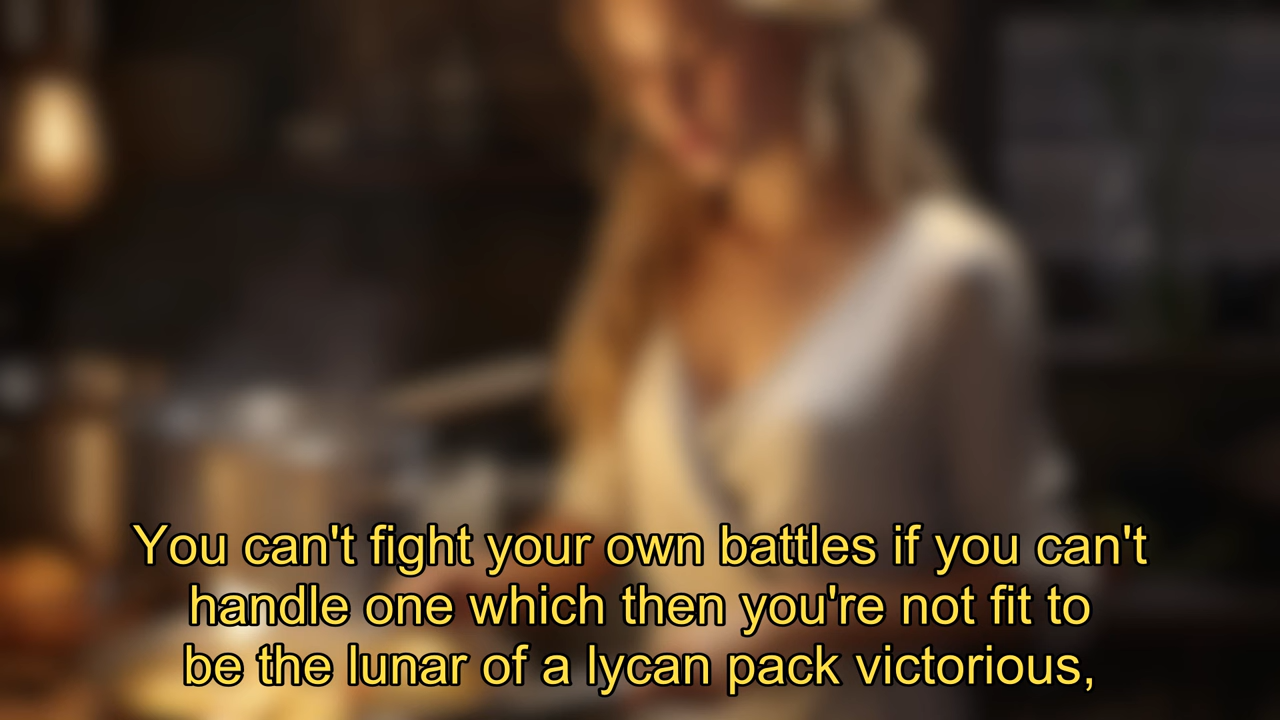 You can't fight your own battles if you can't
handle one which then you're not fit to
be the lunar of a lycan pack victorious,